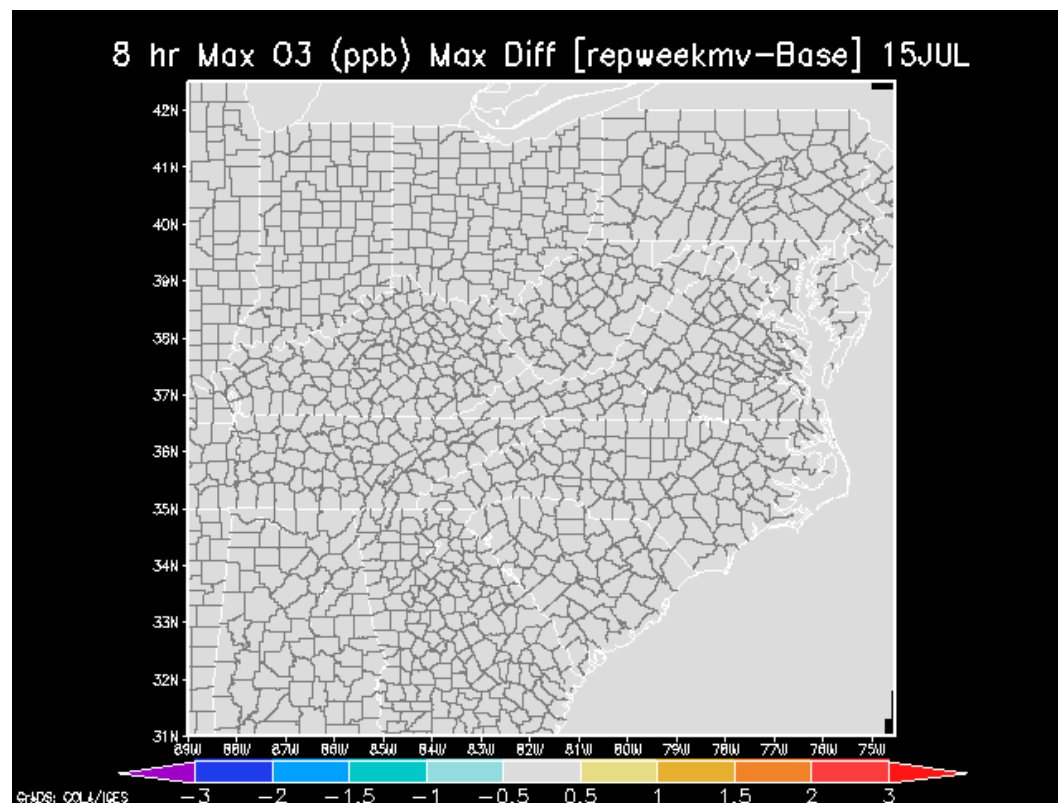 8 hr Max O3 (ppb) Max Diff [repweekmv-Base] 15JUL
42N
41N
40N
39N
38N
37N
36N
35N
34N
33N
32N
31N
89W 88W 87W 86W 85W 84W 83W 82W 81W 80W 79W 78W 77W 76W 75W
-3 -2 -1.5 -1 -0.5 0.5 1 1.5 2 3
GrADS: COLA/IGES